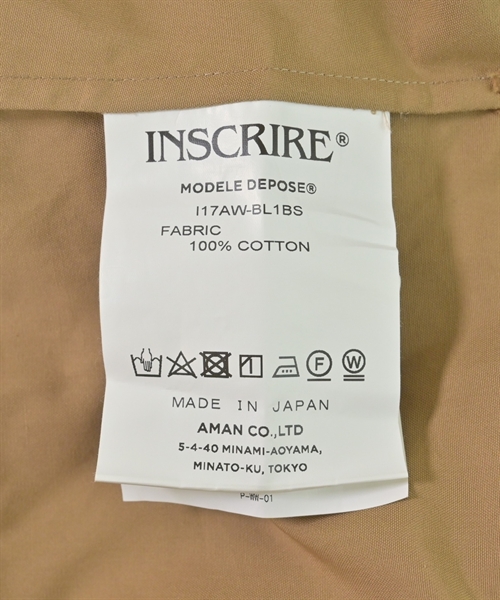 INSCRIRE®
MODELE DEPOSE®
I17AW-BL1BS
FABRIC
100% COTTON
F W
MADE IN JAPAN
AMAN CO.,LTD
5-4-40 MINAMI-AOYAMA,
MINATO-KU, TOKYO
P-WW-01